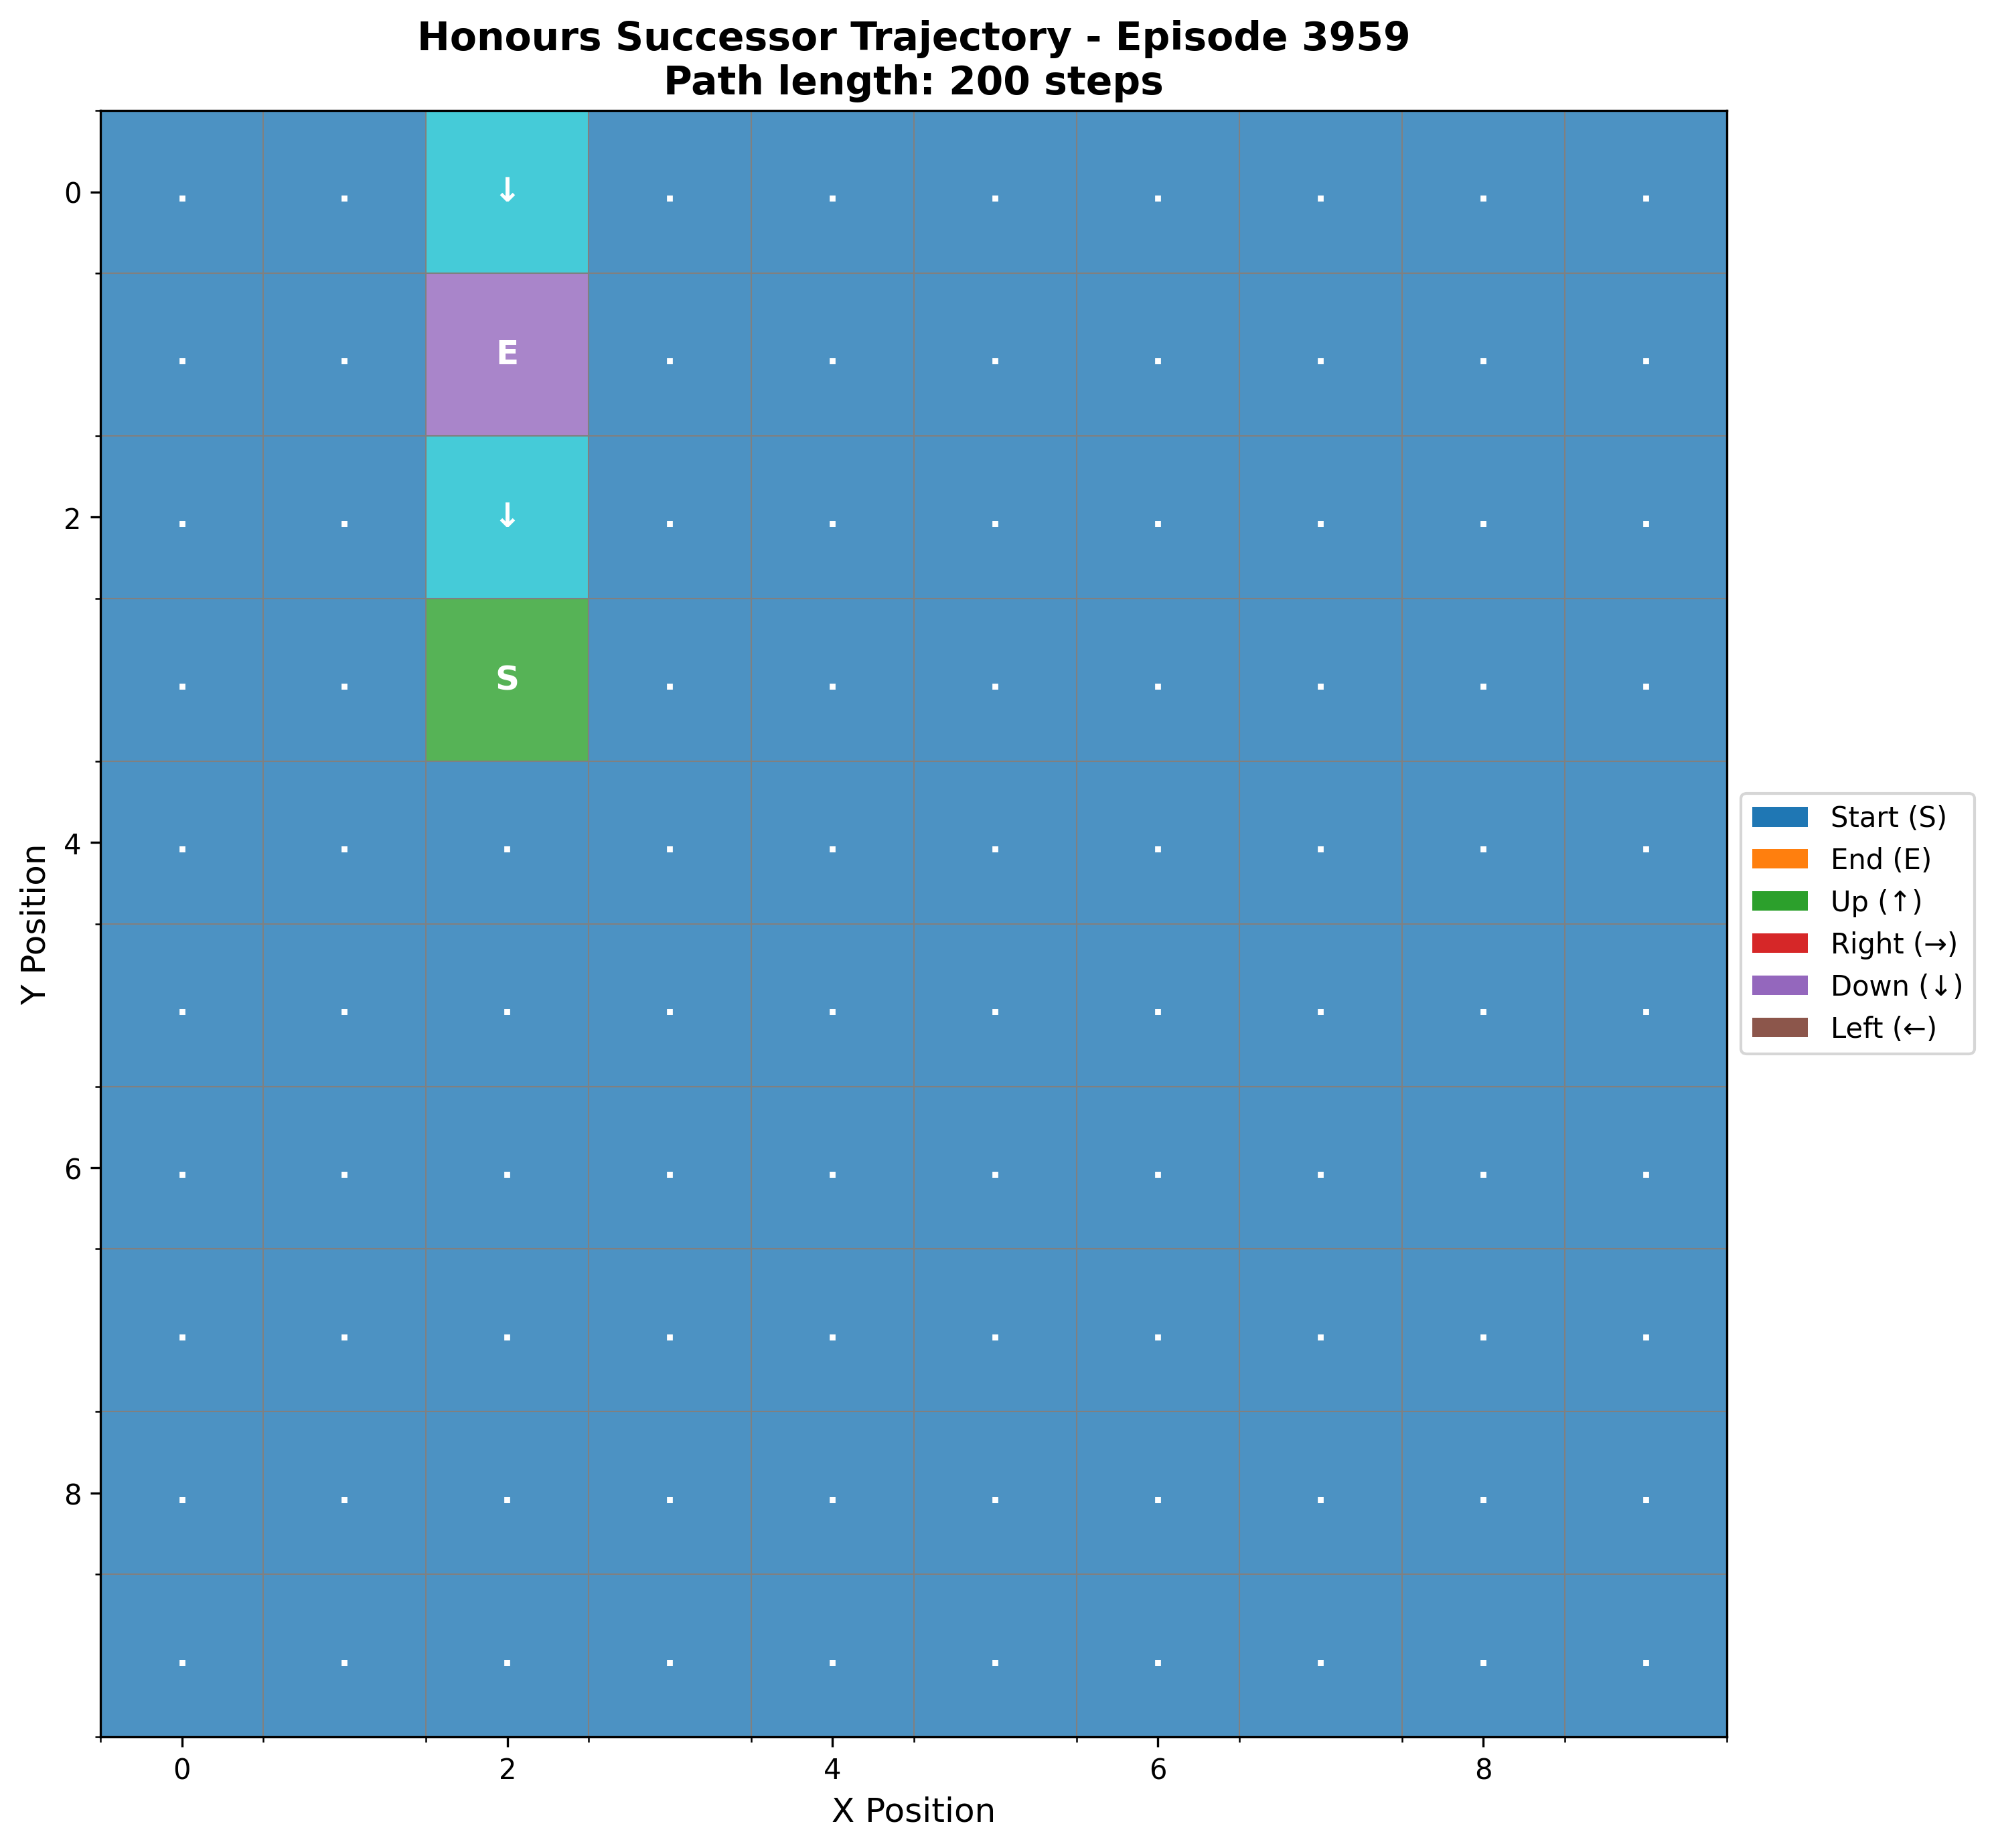 Honours Successor Trajectory - Episode 3959
Path length: 200 steps
0
↓
E
2
↓
S
4
6
8
Y Position
0 2 4 6 8
X Position
Start (S)
End (E)
Up (↑)
Right (→)
Down (↓)
Left (←)